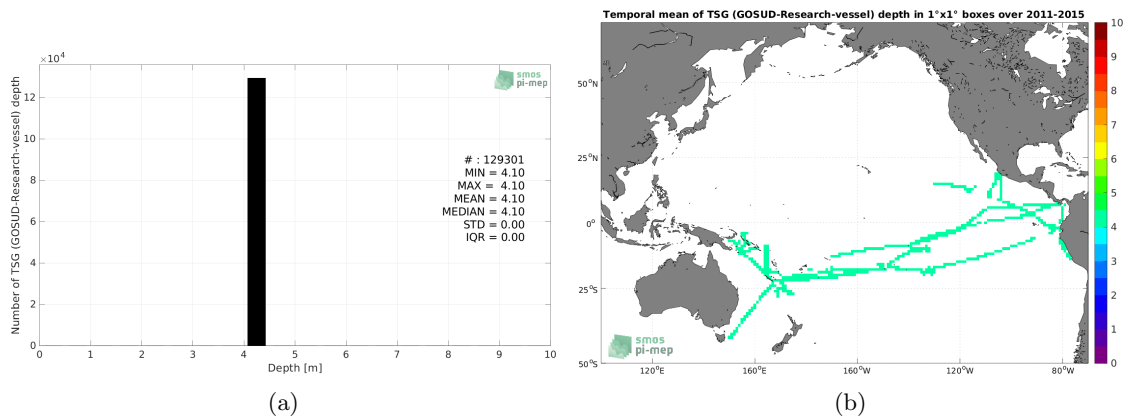 ×10⁴
Number of TSG (GOSUD-Research-vessel) depth
12
10
8
6
4
2
0
0 1 2 3 4 5 6 7 8 9 10
Depth [m]
smos
pi-mep
# : 129301
MIN = 4.10
MAX = 4.10
MEAN = 4.10
MEDIAN = 4.10
STD = 0.00
IQR = 0.00
(a)
Temporal mean of TSG (GOSUD-Research-vessel) depth in 1°x1° boxes over 2011-2015
50°N
25°N
0°
25°S
50°S
120°E 160°E 160°W 120°W 80°W
smos
pi-mep
10
9
8
7
6
5
4
3
2
1
0
(b)